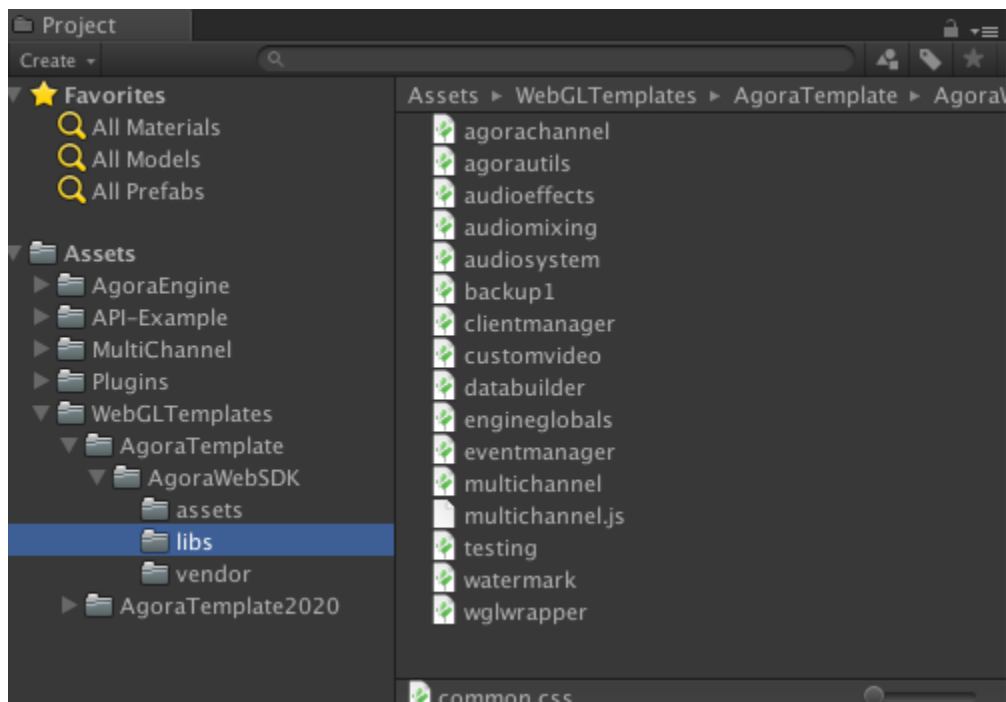 Project
Create
Favorites
All Materials
All Models
All Prefabs
Assets
AgoraEngine
API-Example
MultiChannel
Plugins
WebGLTemplates
AgoraTemplate
AgoraWebSDK
assets
libs
vendor
AgoraTemplate2020
Assets ▸ WebGLTemplates ▸ AgoraTemplate ▸ AgoraW
agorachannel
agorautils
audioeffects
audiomixing
audiosystem
backup1
clientmanager
customvideo
databuilder
engineglobals
eventmanager
multichannel
multichannel.js
testing
watermark
wglwrapper
common.css